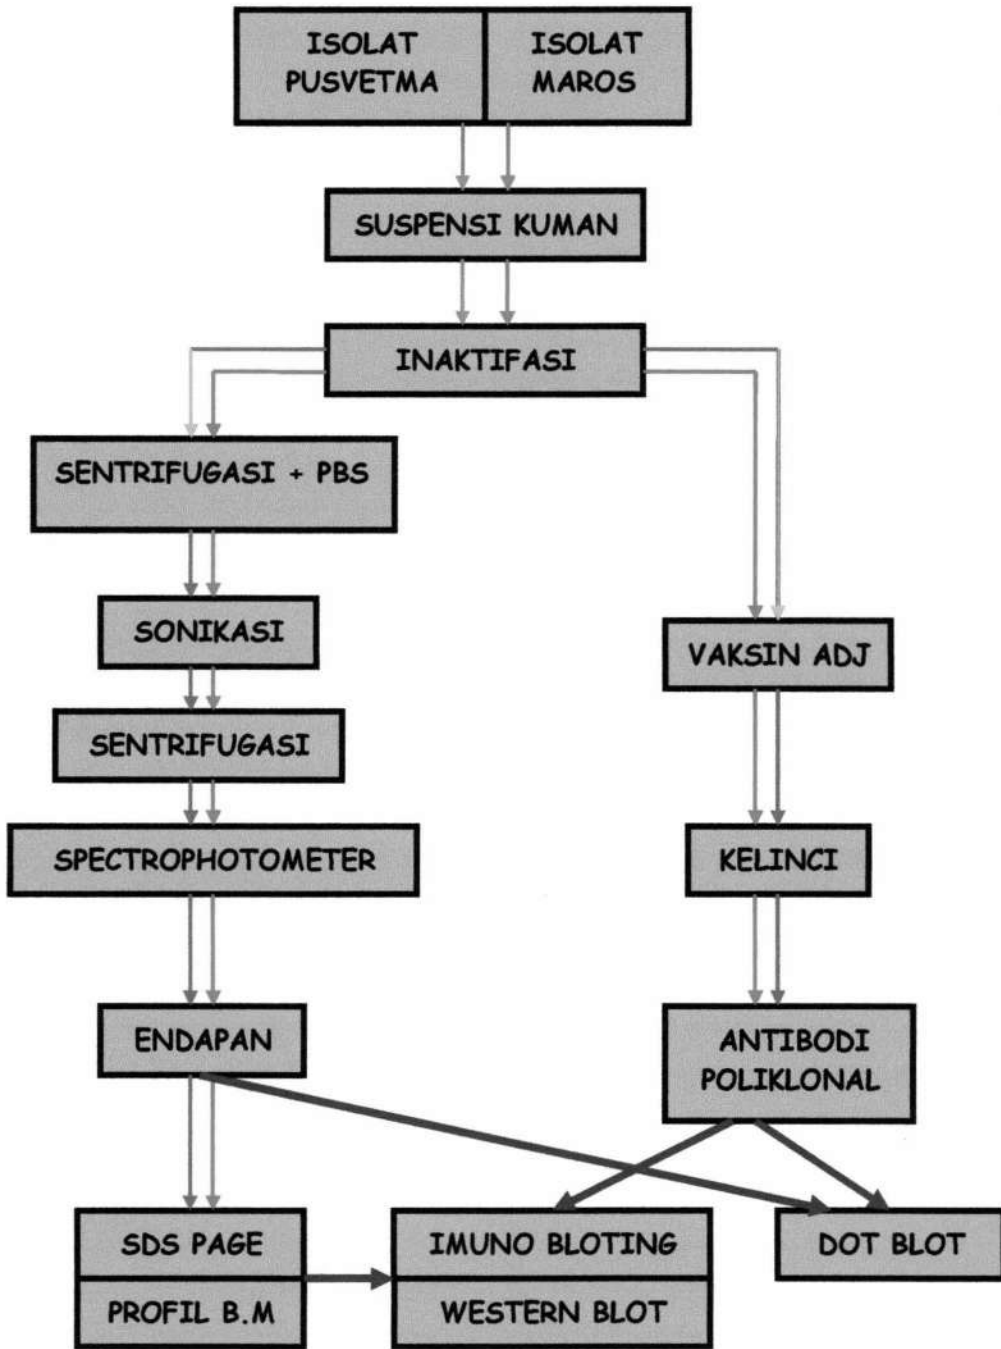 ISOLAT
PUSVETMA
ISOLAT
MAROS
SUSPENSI KUMAN
INAKTIFASI
SENTRIFUGASI + PBS
SONIKASI
VAKSIN ADJ
SENTRIFUGASI
SPECTROPHOTOMETER
KELINCI
ENDAPAN
ANTIBODI
POLIKLONAL
SDS PAGE
IMUNO BLOTING
DOT BLOT
PROFIL B.M
WESTERN BLOT